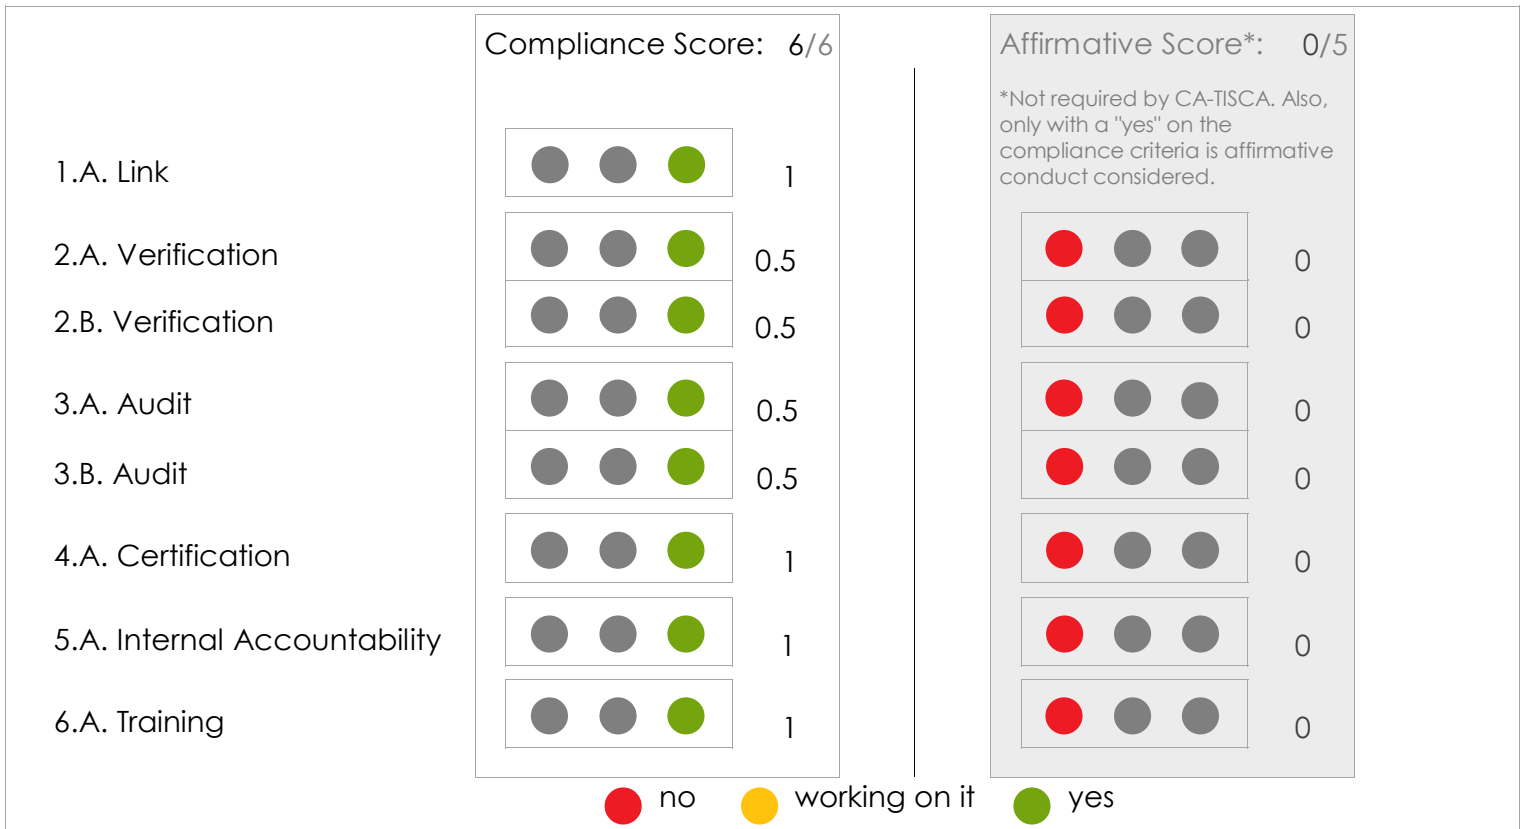 Compliance Score: 6/6
Affirmative Score*: 0/5
*Not required by CA-TISCA. Also,
only with a "yes" on the
compliance criteria is affirmative
conduct considered.
1.A. Link 1
2.A. Verification 0.5 0
2.B. Verification 0.5 0
3.A. Audit 0.5 0
3.B. Audit 0.5 0
4.A. Certification 1 0
5.A. Internal Accountability 1 0
6.A. Training 1 0
no working on it yes